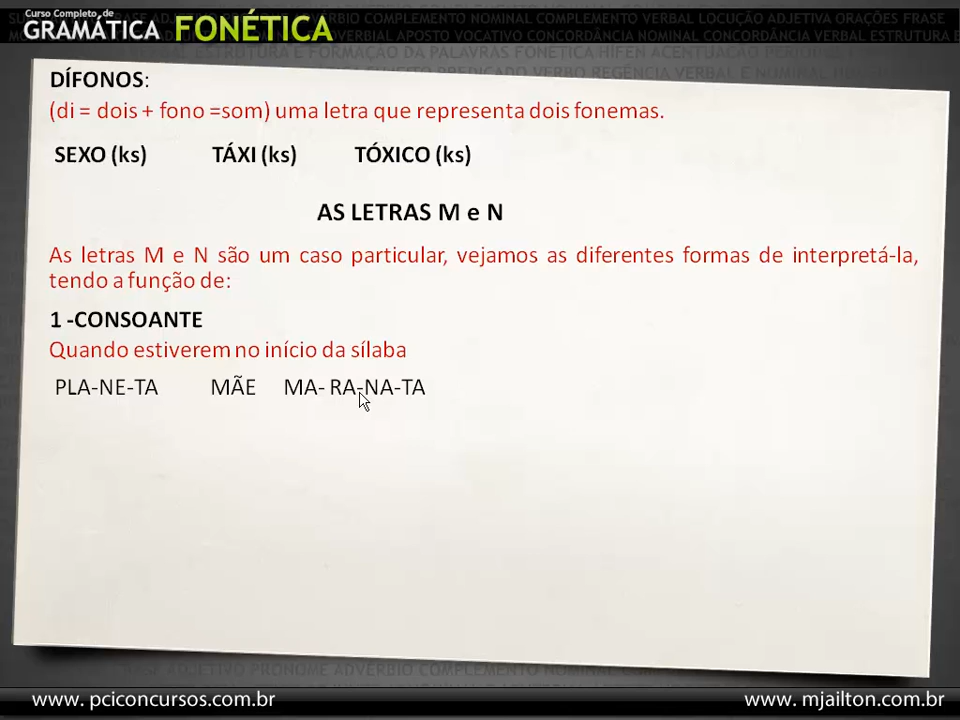 Curso Completo de
GRAMÁTICA FONÉTICA
DÍFONOS:
(di = dois + fono =som) uma letra que representa dois fonemas.
SEXO (ks) TÁXI (ks) TÓXICO (ks)
AS LETRAS M e N
As letras M e N são um caso particular, vejamos as diferentes formas de interpretá-la,
tendo a função de:
1 -CONSOANTE
Quando estiverem no início da sílaba
PLA-NE-TA MÃE MA- RA-NA-TA
www. pciconcursos.com.br www. mjailton.com.br